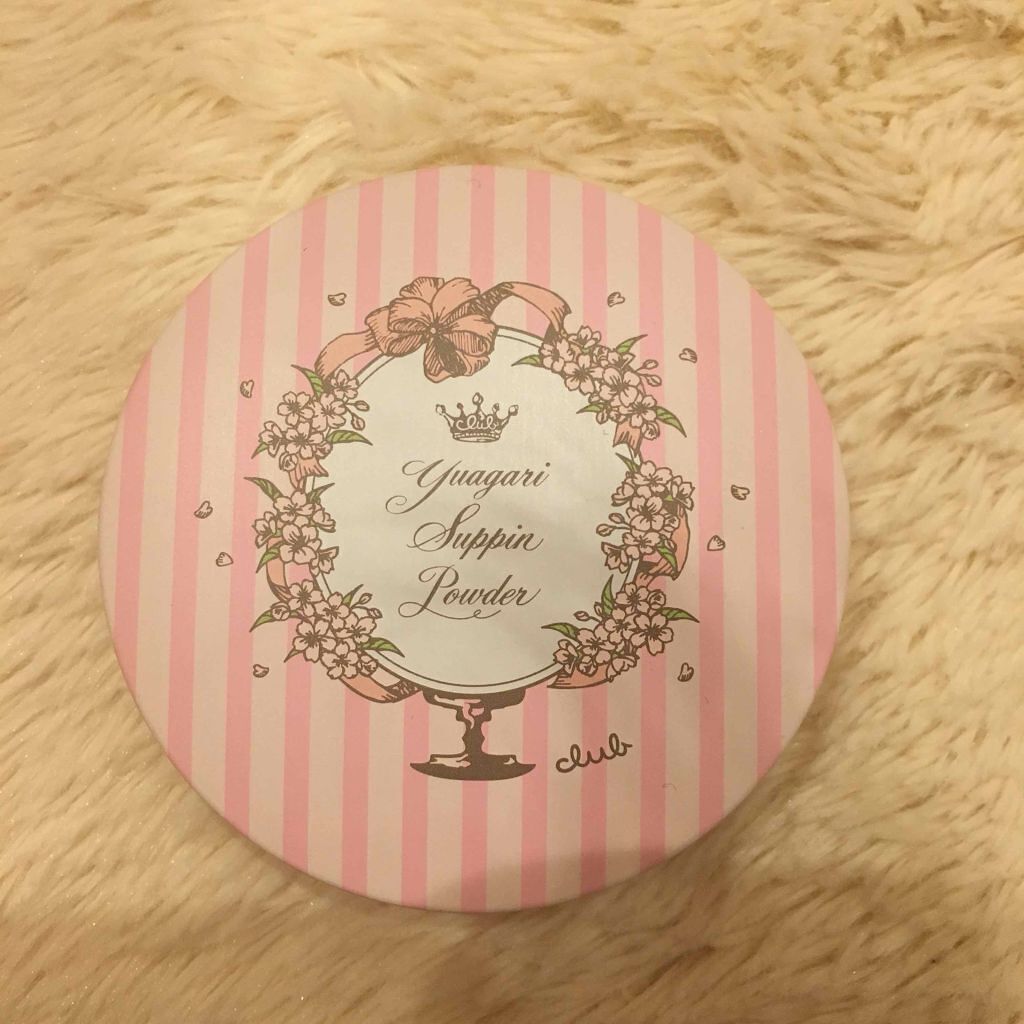 club
Yuagari
Suppin
Powder
club